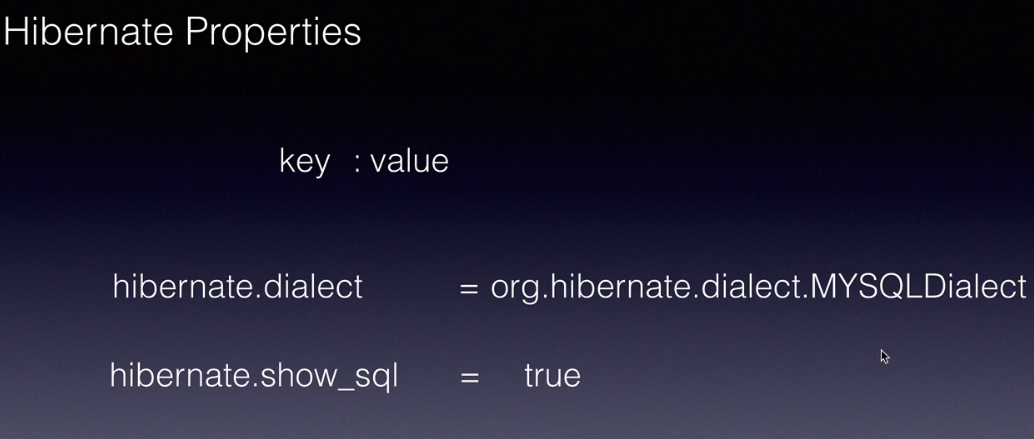 Hibernate Properties
key : value
hibernate.dialect = org.hibernate.dialect.MYSQLDialect
hibernate.show_sql = true